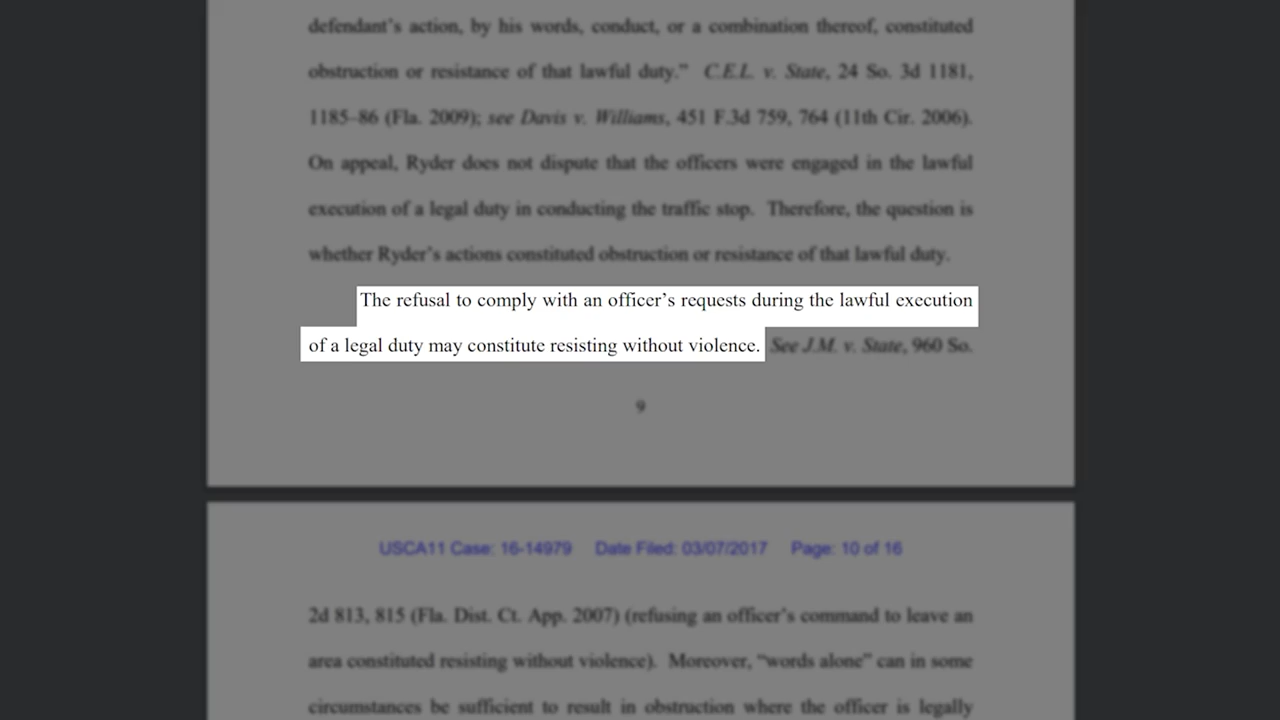 defendant's action, by his words, conduct, or a combination thereof, constituted
obstruction or resistance of that lawful duty.” C.E.L. v. State, 24 So. 3d 1181,
1185–86 (Fla. 2009); see Davis v. Williams, 451 F.3d 759, 764 (11th Cir. 2006).
On appeal, Ryder does not dispute that the officers were engaged in the lawful
execution of a legal duty in conducting the traffic stop. Therefore, the question is
whether Ryder's actions constituted obstruction or resistance of that lawful duty.
The refusal to comply with an officer's requests during the lawful execution
of a legal duty may constitute resisting without violence. See J.M. v. State, 960 So.
9
USCA11 Case: 16-14979 Date Filed: 03/07/2017 Page: 10 of 16
2d 813, 815 (Fla. Dist. Ct. App. 2007) (refusing an officer's command to leave an
area constituted resisting without violence). Moreover, “words alone” can in some
circumstances be sufficient to result in obstruction where the officer is legally